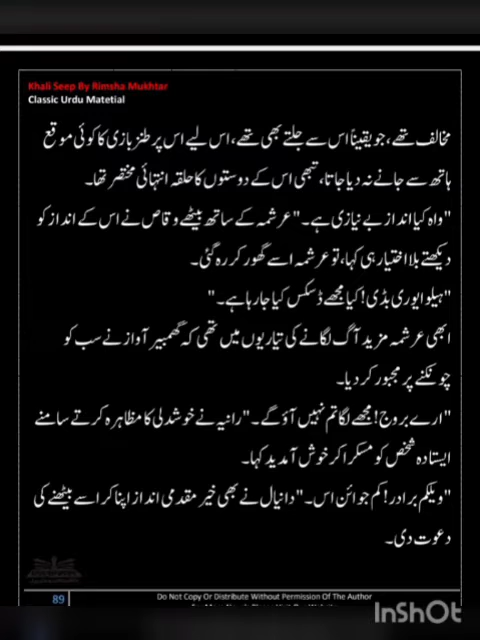 Khali Seep By Rimsha Mukhtar
Classic Urdu Matetial
مخالف تھے، جو یقیناً اس سے جلتے بھی تھے، اس لیے اس پر طنز بازی کا کوئی موقع
ہاتھ سے جانے نہ دیا جاتا، تبھی اس کے دوستوں کا حلقہ انتہائی مختصر تھا۔
"واہ کیا انداز بے نیازی ہے۔" عرشمہ کے ساتھ بیٹھے وقاص نے اس کے انداز کو
دیکھتے بلا اختیار ہی کہا، تو عرشمہ اسے گھور کر رہ گئی۔
"ہیلو ایوری بڈی! کیا مجھے ڈسکس کیا جا رہا ہے۔"
ابھی عرشمہ مزید آگ لگانے کی تیاریوں میں تھی کہ گھمبیر آواز نے سب کو
چونکنے پر مجبور کر دیا۔
"ارے بروج! مجھے لگا تم نہیں آؤ گے۔" رانیہ نے خوشدلی کا مظاہرہ کرتے سامنے
ایستادہ شخص کو مسکرا کر خوش آمدید کہا۔
"ویلکم برادر! کم جوائن اس۔" دانیال نے بھی خیر مقدمی انداز اپنا کر اسے بیٹھنے کی
دعوت دی۔
89
Do Not Copy Or Distribute Without Permission Of The Author
InShOt